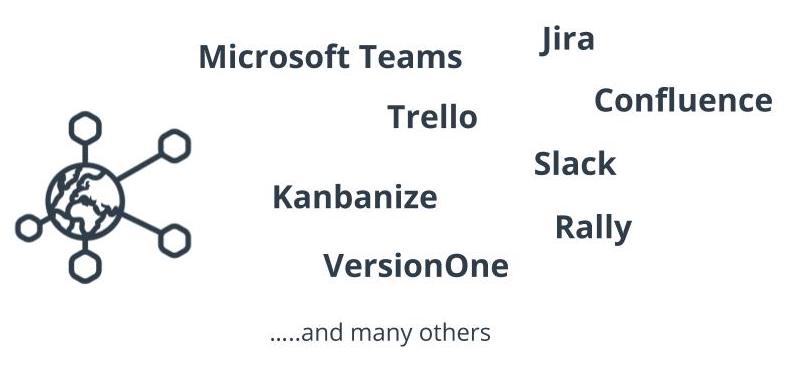 Microsoft Teams
Jira
Trello
Confluence
Slack
Kanbanize
Rally
VersionOne
.....and many others